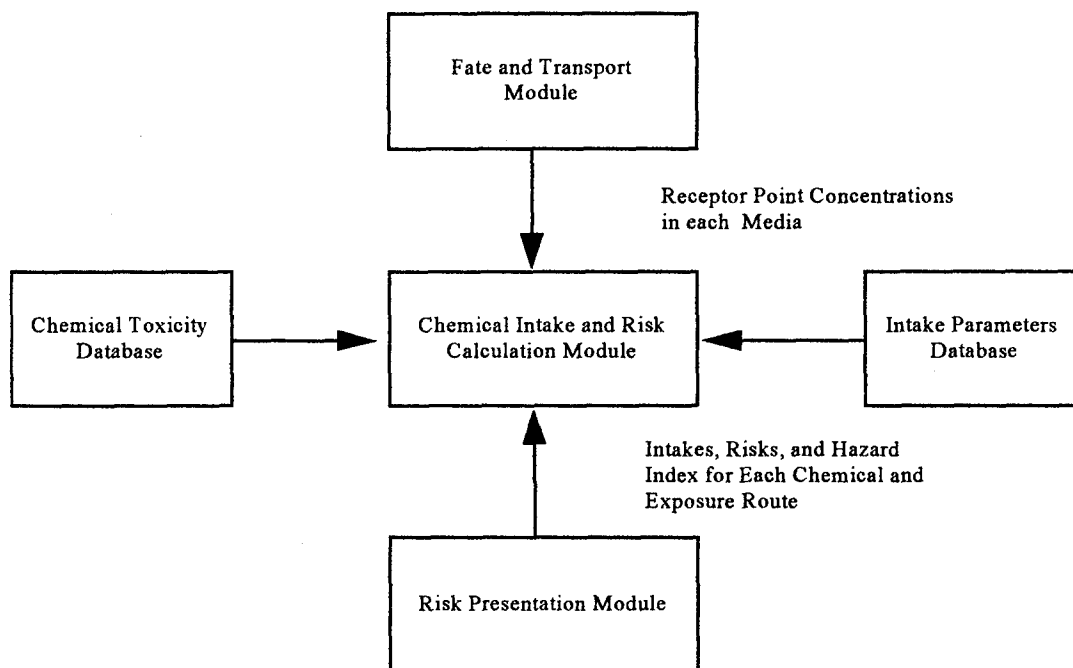 Fate and Transport
Module
Receptor Point Concentrations
in each Media
Chemical Toxicity
Database
Chemical Intake and Risk
Calculation Module
Intake Parameters
Database
Intakes, Risks, and Hazard
Index for Each Chemical and
Exposure Route
Risk Presentation Module